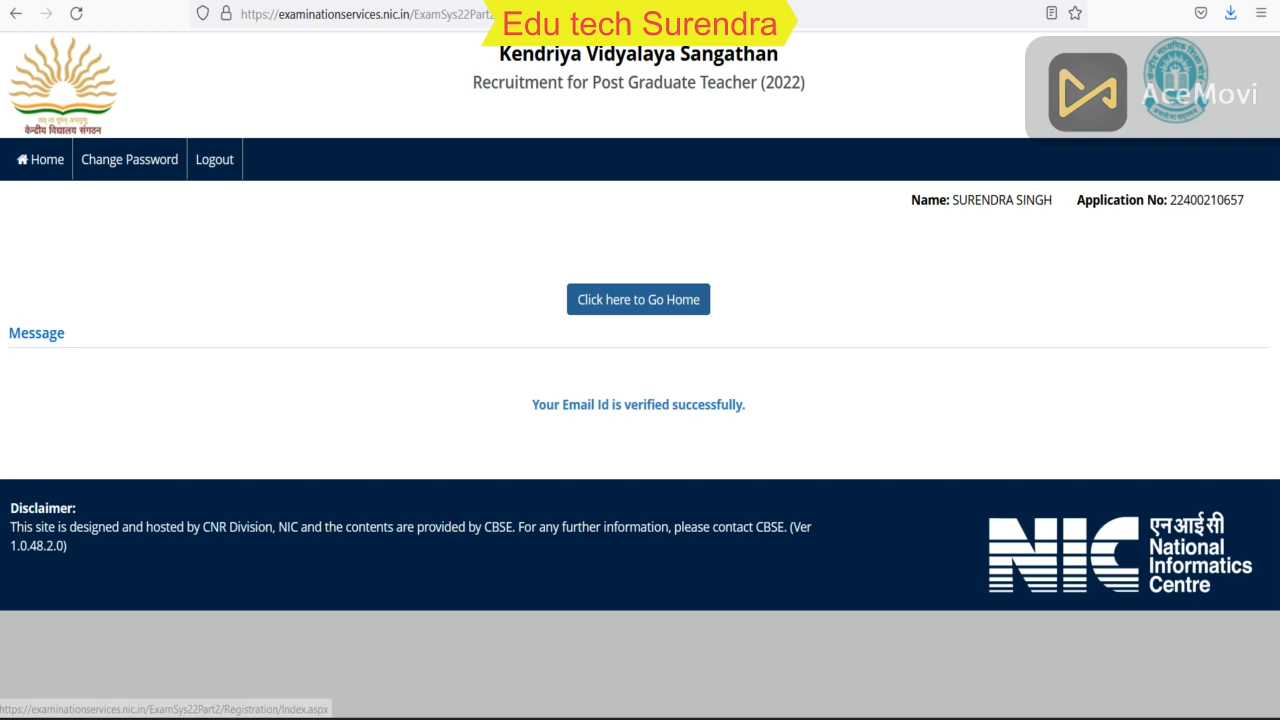 https://examinationservices.nic.in/ExamSys22Part2
Edu tech Surendra
Kendriya Vidyalaya Sangathan
Recruitment for Post Graduate Teacher (2022)
केन्द्रीय विद्यालय संगठन
AceMovi
Home Change Password Logout
Name: SURENDRA SINGH Application No: 22400210657
Click here to Go Home
Message
Your Email Id is verified successfully.
Disclaimer:
This site is designed and hosted by CNR Division, NIC and the contents are provided by CBSE. For any further information, please contact CBSE. (Ver
1.0.48.2.0)
NIC
एन आई सी
National
Informatics
Centre
https://examinationservices.nic.in/ExamSys22Part2/Registration/Index.aspx